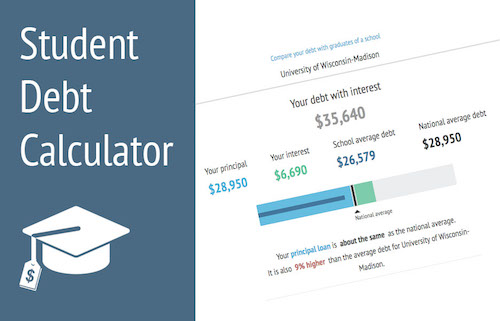 Student
Debt
Calculator
$
Compare your debt with graduates of a school
University of Wisconsin-Madison
Your debt with interest
$35,640
Your principal
$28,950
Your interest
$6,690
School average debt
$26,579
National average debt
$28,950
National average
Your principal loan is about the same as the national average.
It is also 9% higher than the average debt for University of Wisconsin-
Madison.